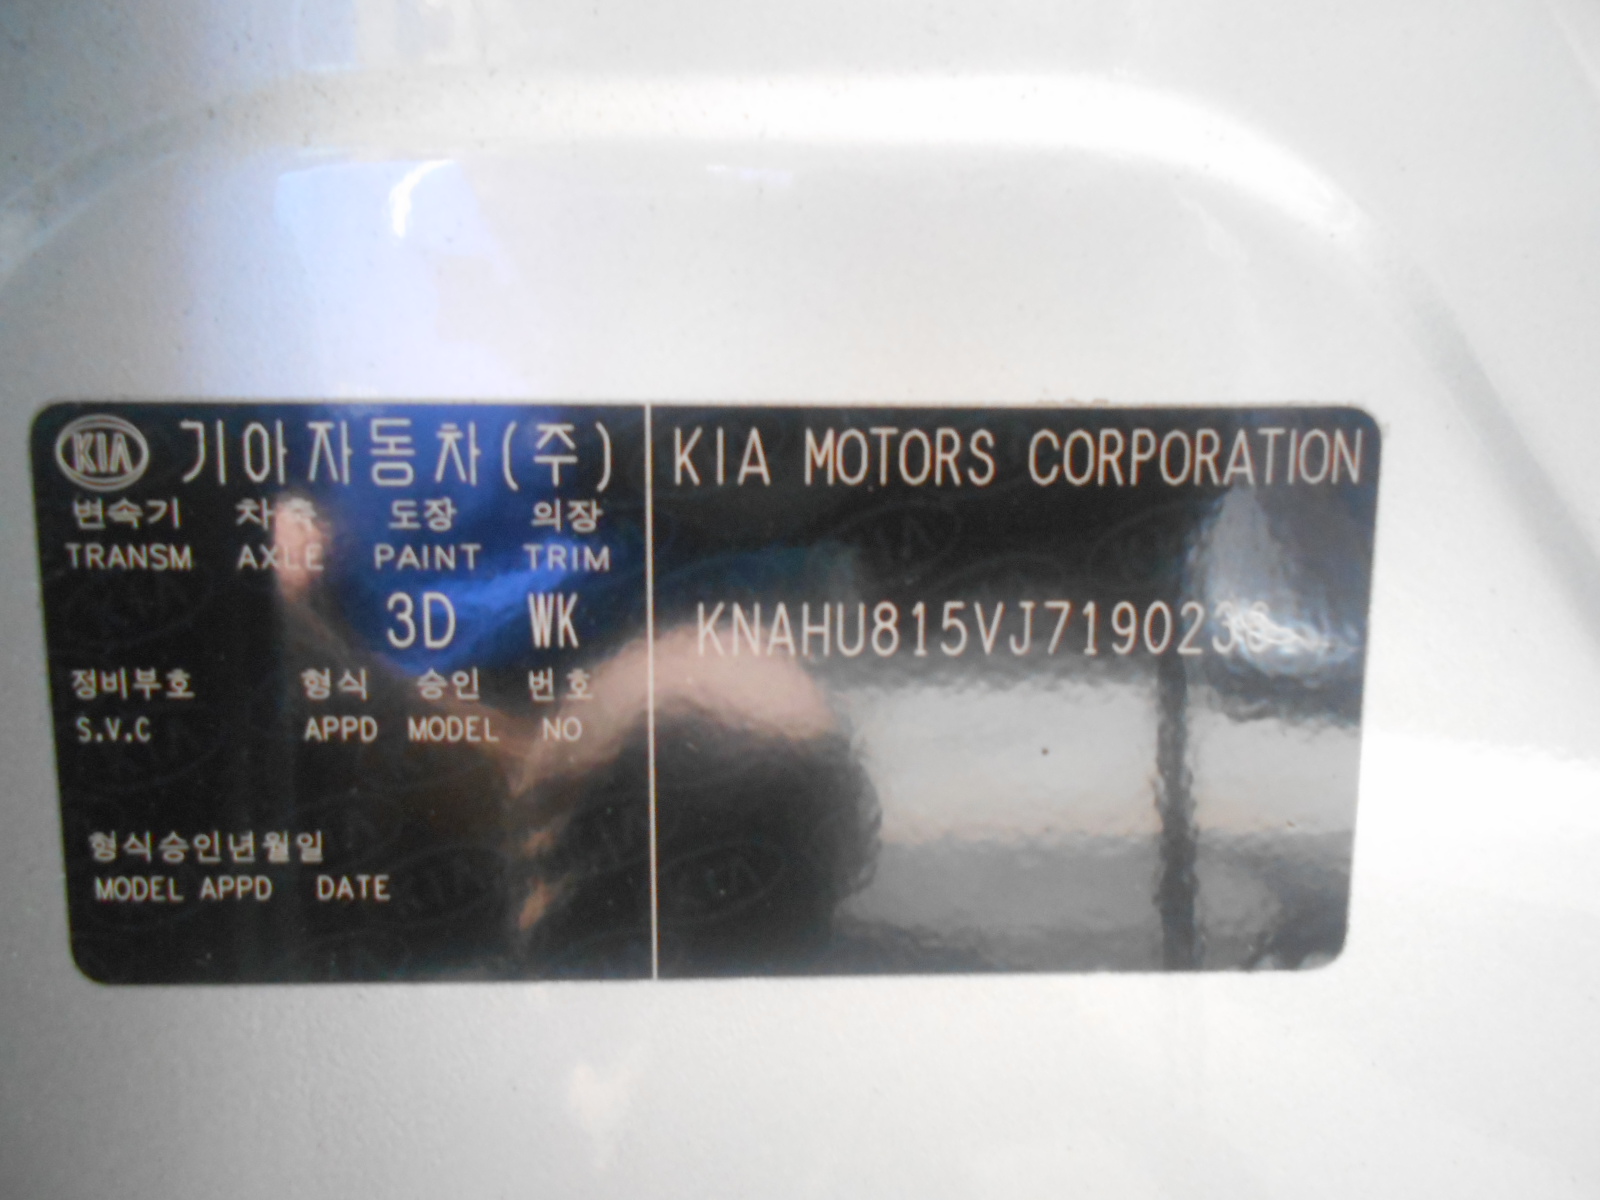 KIA 기아자동차(주)
변속기 차축 도장 의장
TRANSM AXLE PAINT TRIM
3D WK
정비부호 형식 승인 번호
S.V.C APPD MODEL NO
형식승인년월일
MODEL APPD DATE
KIA MOTORS CORPORATION